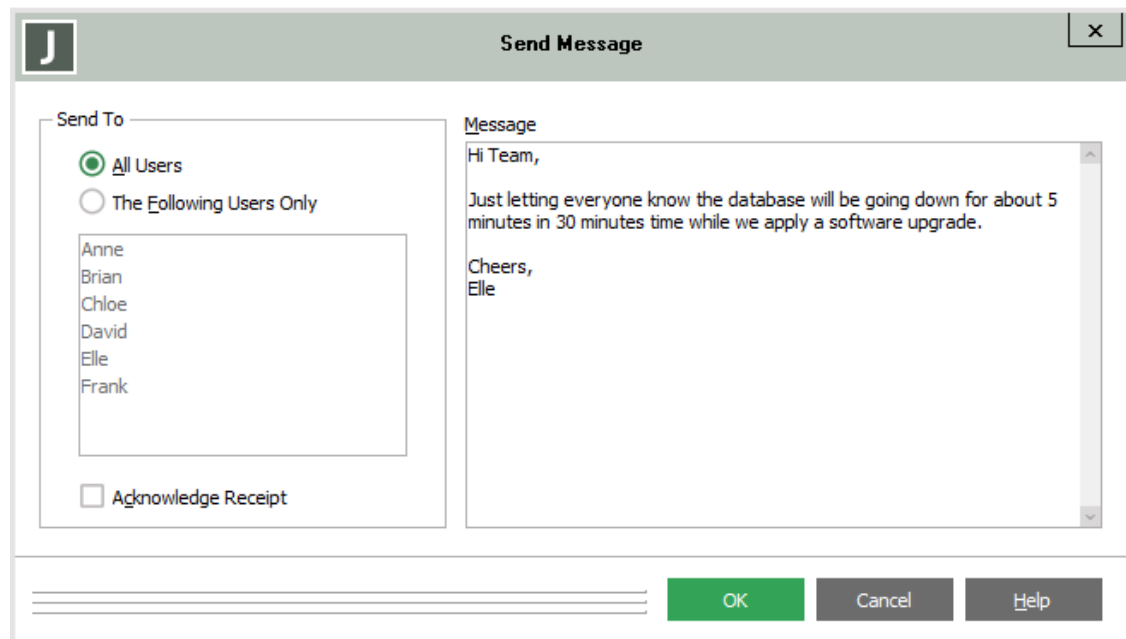 J
Send Message
Send To
All Users
The Following Users Only
Anne
Brian
Chloe
David
Elle
Frank
Acknowledge Receipt
Message
Hi Team,
Just letting everyone know the database will be going down for about 5
minutes in 30 minutes time while we apply a software upgrade.
Cheers,
Elle
OK
Cancel
Help